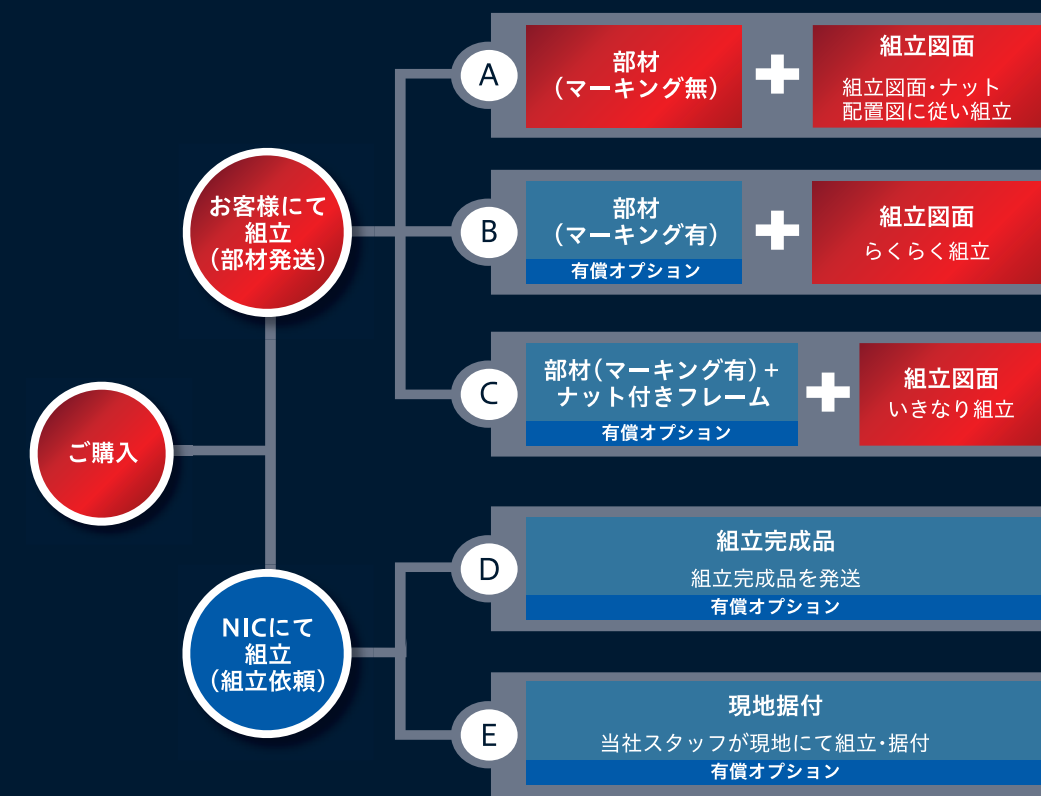 ご購入
お客様にて
組立
（部材発送）
A
部材
（マーキング無）
組立図面
組立図面・ナット
配置図に従い組立
B
部材
（マーキング有）
有償オプション
組立図面
らくらく組立
C
部材（マーキング有）+
ナット付きフレーム
有償オプション
組立図面
いきなり組立
NICにて
組立
（組立依頼）
D
組立完成品
組立完成品を発送
有償オプション
E
現地据付
当社スタッフが現地にて組立・据付
有償オプション